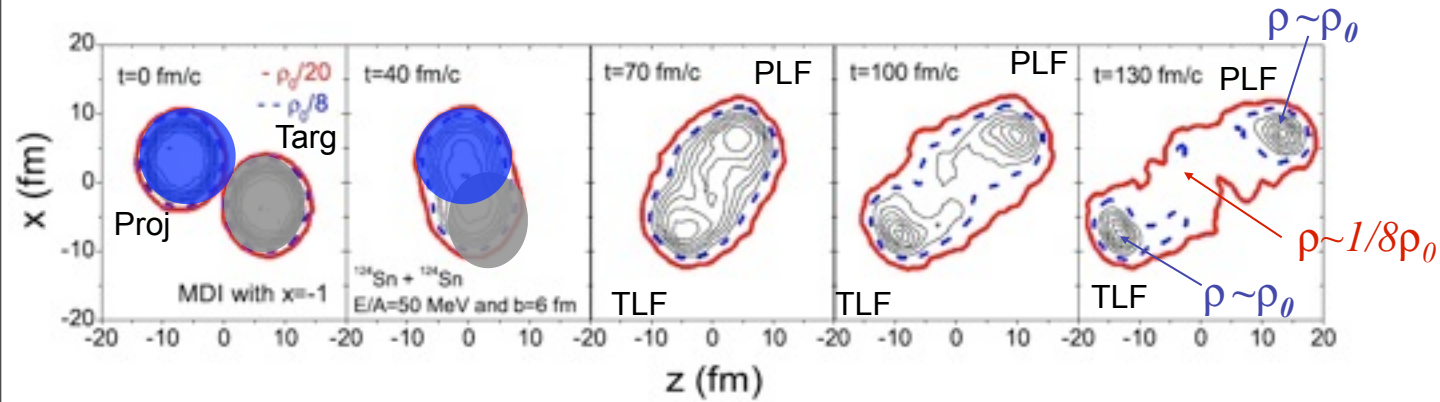 ρ~ρ₀
20
10
0
-10
-20
x (fm)
t=0 fm/c
- ρ₀/20
- - ρ₀/8
Targ
Proj
MDI with x=-1
t=40 fm/c
¹²⁴Sn + ¹²⁴Sn
E/A=50 MeV and b=6 fm
t=70 fm/c
PLF
TLF
t=100 fm/c
PLF
TLF
t=130 fm/c
PLF
TLF
ρ~1/8ρ₀
ρ~ρ₀
-20 -10 0 10 -20 -10 0 10 -20 -10 0 10 -20 -10 0 10 -20 -10 0 10 20
z (fm)